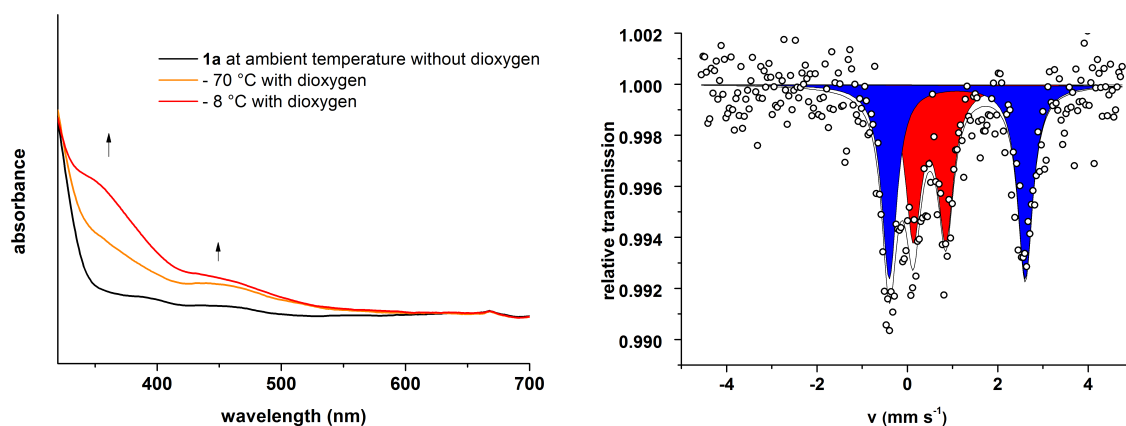 1a at ambient temperature without dioxygen
- 70 °C with dioxygen
- 8 °C with dioxygen
absorbance
400
500
600
700
wavelength (nm)
1.002
1.000
0.998
0.996
0.994
0.992
0.990
relative transmission
-4
-2
0
2
4
v (mm s⁻¹)